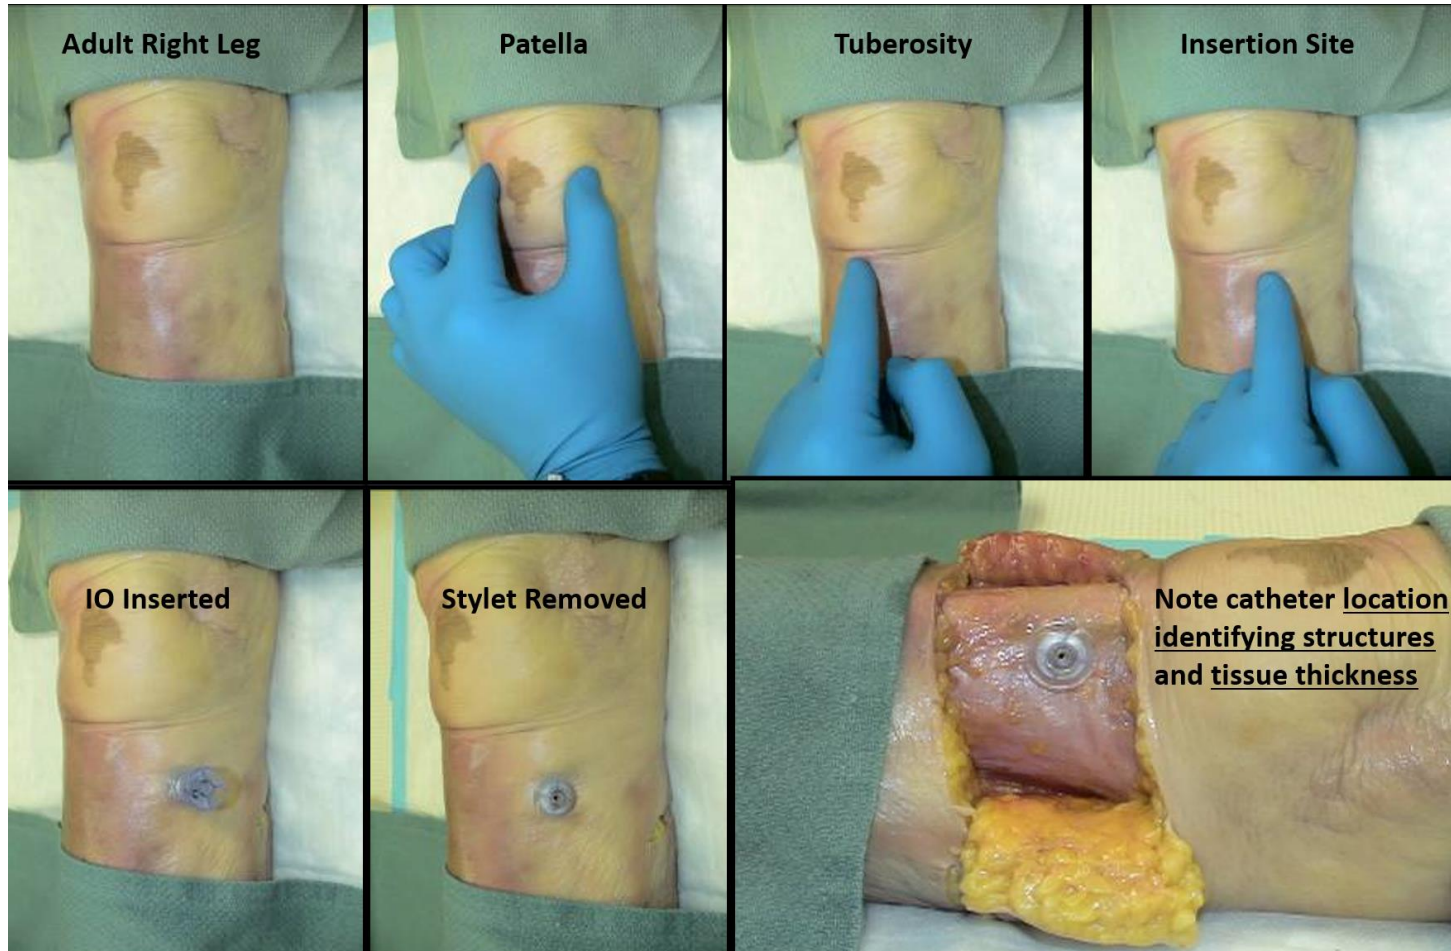 Adult Right Leg
Patella
Tuberosity
Insertion Site
IO Inserted
Stylet Removed
Note catheter location
identifying structures
and tissue thickness